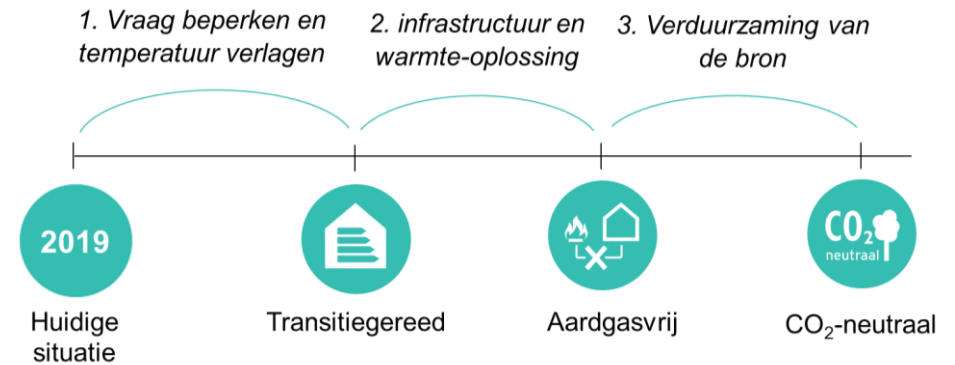 1. Vraag beperken en
temperatuur verlagen
2. infrastructuur en
warmte-oplossing
3. Verduurzaming van
de bron
2019
CO₂
neutraal
Huidige
situatie
Transitiegereed
Aardgasvrij
CO₂-neutraal